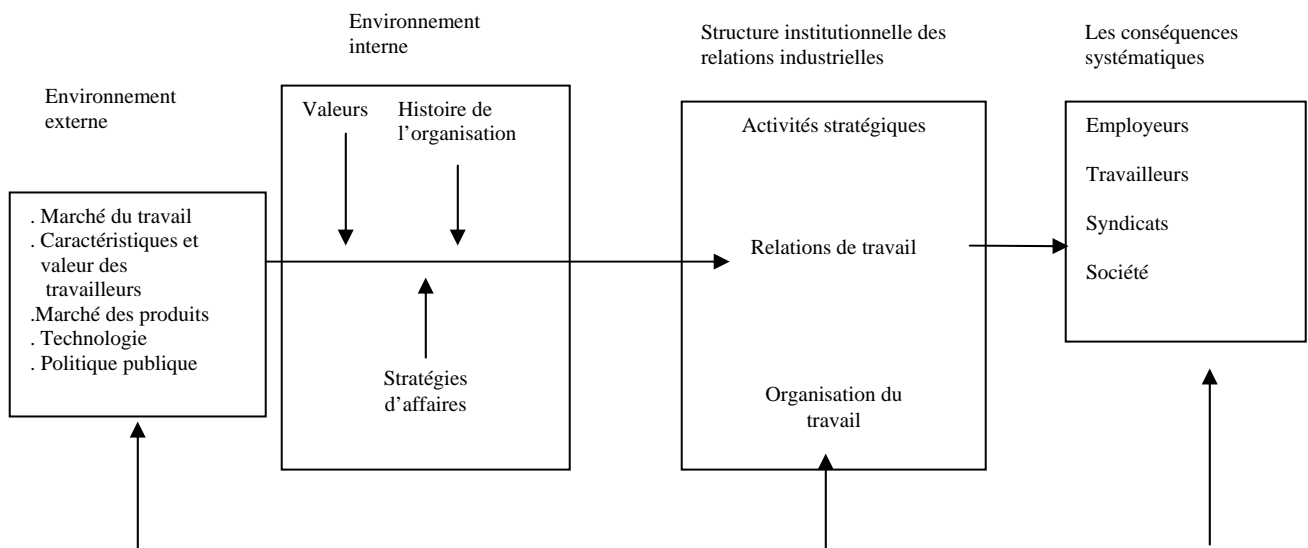 Environnement
externe
. Marché du travail
. Caractéristiques et
valeur des
travailleurs
.Marché des produits
. Technologie
. Politique publique
Environnement
interne
Valeurs
Histoire de
l’organisation
Stratégies
d’affaires
Structure institutionnelle des
relations industrielles
Activités stratégiques
Relations de travail
Organisation du
travail
Les conséquences
systématiques
Employeurs
Travailleurs
Syndicats
Société